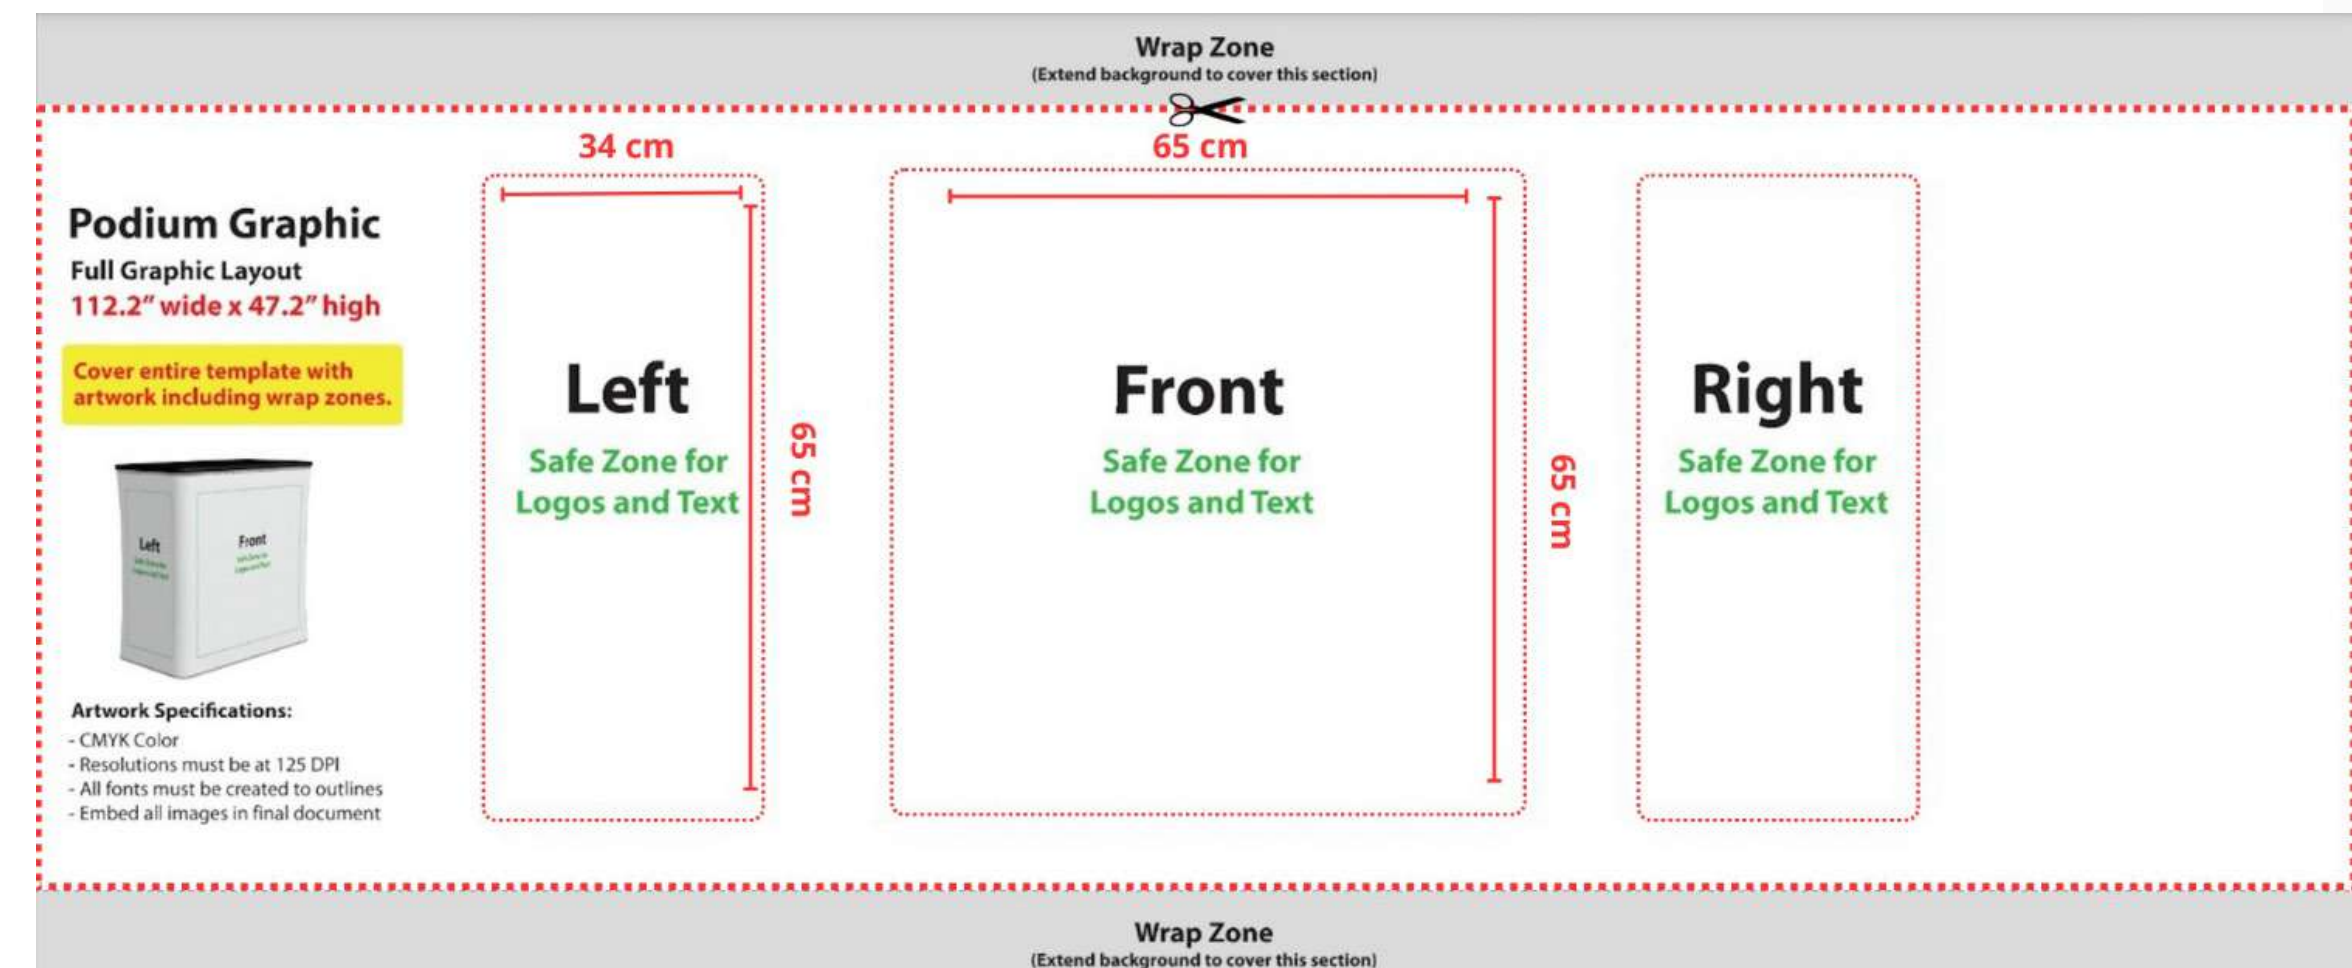 Wrap Zone
(Extend background to cover this section)
34 cm
65 cm
Podium Graphic
Full Graphic Layout
112.2" wide x 47.2" high
Cover entire template with
artwork including wrap zones.
Left
Safe Zone for
Logos and Text
65 cm
Front
Safe Zone for
Logos and Text
65 cm
Right
Safe Zone for
Logos and Text
Left
Front
Artwork Specifications:
- CMYK Color
- Resolutions must be at 125 DPI
- All fonts must be created to outlines
- Embed all images in final document
Wrap Zone
(Extend background to cover this section)